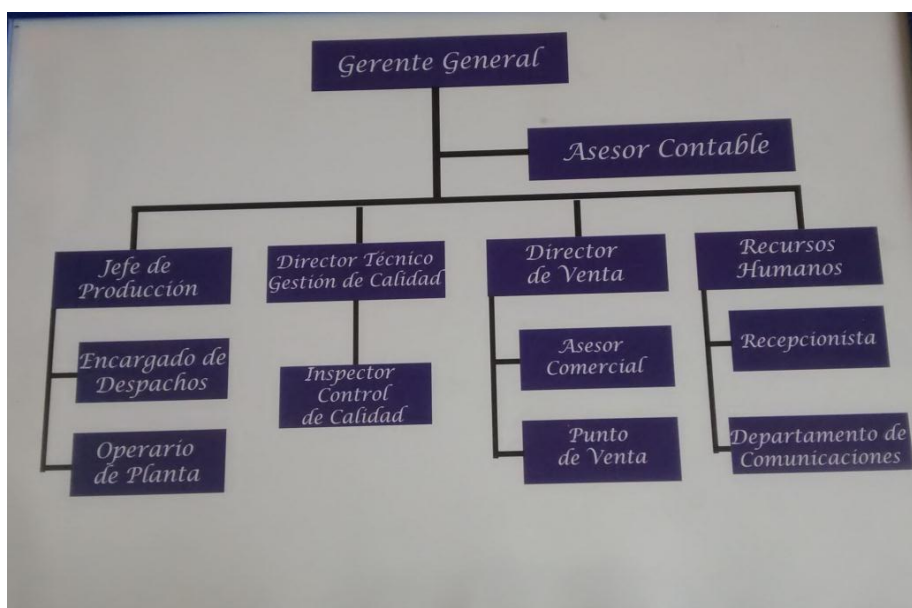 Gerente General
Asesor Contable
Jefe de
Producción
Director Técnico
Gestión de Calidad
Director
de Venta
Recursos
Humanos
Encargado de
Despachos
Inspector
Control
de Calidad
Asesor
Comercial
Recepcionista
Operario
de Planta
Punto
de Venta
Departamento de
Comunicaciones